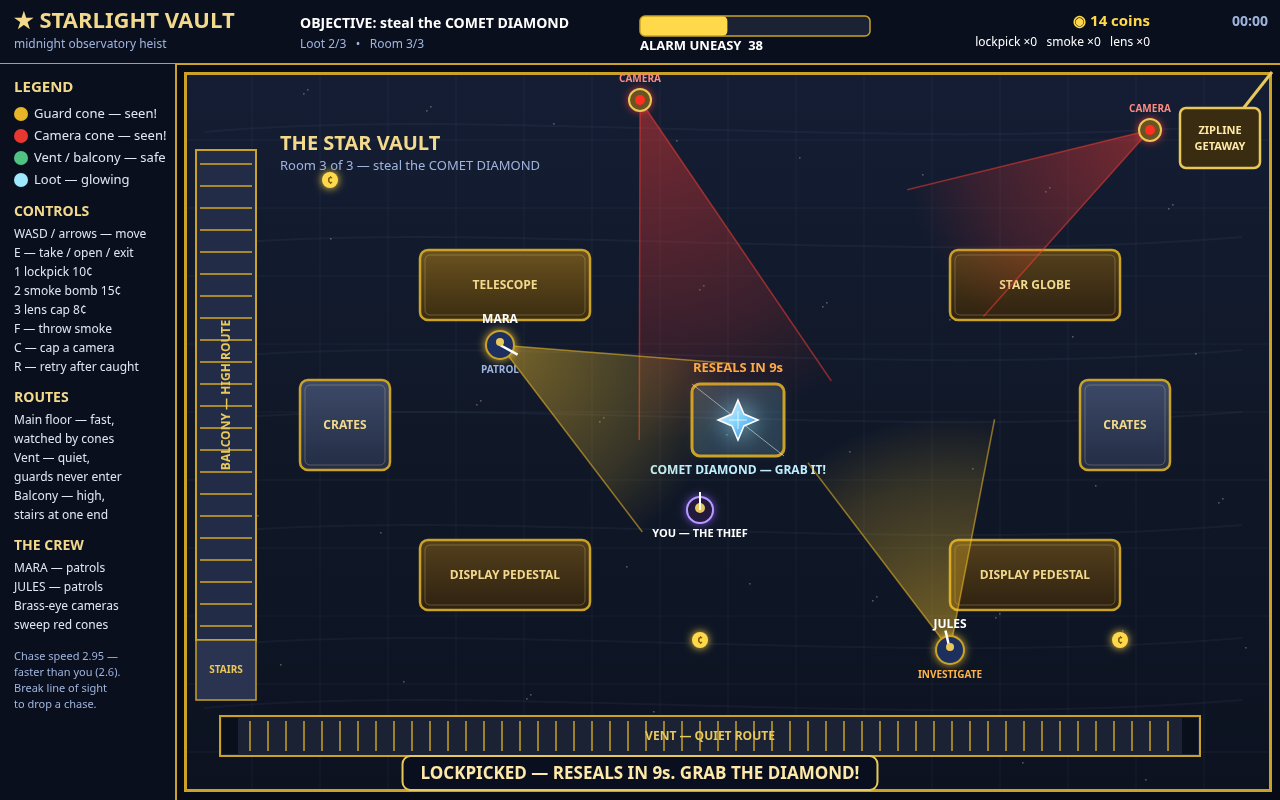 ★ STARLIGHT VAULT
midnight observatory heist
OBJECTIVE: steal the COMET DIAMOND
Loot 2/3 • Room 3/3
ALARM UNEASY 38
◉ 14 coins
lockpick ×0 smoke ×0 lens ×0
00:00
LEGEND
Guard cone — seen!
Camera cone — seen!
Vent / balcony — safe
Loot — glowing
CONTROLS
WASD / arrows — move
E — take / open / exit
1 lockpick 10¢
2 smoke bomb 15¢
3 lens cap 8¢
F — throw smoke
C — cap a camera
R — retry after caught
ROUTES
Main floor — fast,
watched by cones
Vent — quiet,
guards never enter
Balcony — high,
stairs at one end
THE CREW
MARA — patrols
JULES — patrols
Brass-eye cameras
sweep red cones
Chase speed 2.95 —
faster than you (2.6).
Break line of sight
to drop a chase.
CAMERA
CAMERA
ZIPLINE
GETAWAY
THE STAR VAULT
Room 3 of 3 — steal the COMET DIAMOND
¢
TELESCOPE
STAR GLOBE
MARA
PATROL
RESEALS IN 9s
BALCONY — HIGH ROUTE
CRATES
CRATES
COMET DIAMOND — GRAB IT!
YOU — THE THIEF
DISPLAY PEDESTAL
DISPLAY PEDESTAL
JULES
¢
¢
INVESTIGATE
STAIRS
VENT — QUIET ROUTE
LOCKPICKED — RESEALS IN 9s. GRAB THE DIAMOND!